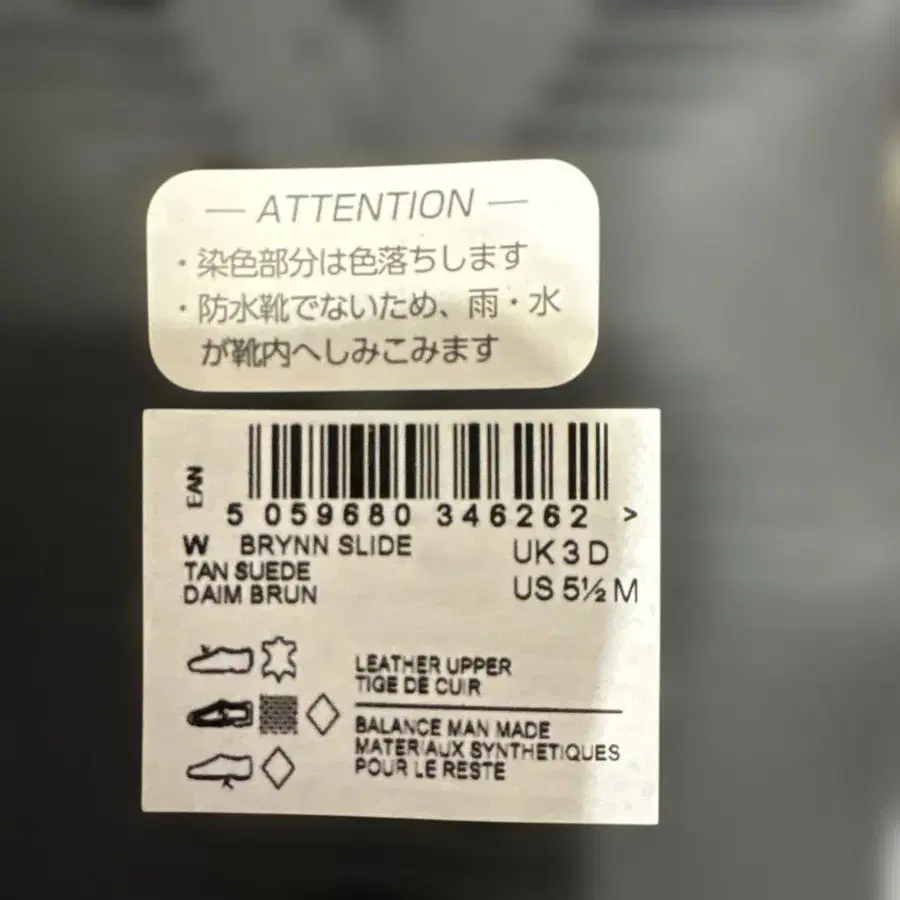 — ATTENTION —
・染色部分は色落ちします
・防水靴でないため、雨・水
が靴内へしみこみます
EAN
5 059680 346262 >
W BRYNN SLIDE UK 3 D
TAN SUEDE
DAIM BRUN US 5½ M
LEATHER UPPER
TIGE DE CUIR
BALANCE MAN MADE
MATERIAUX SYNTHETIQUES
POUR LE RESTE